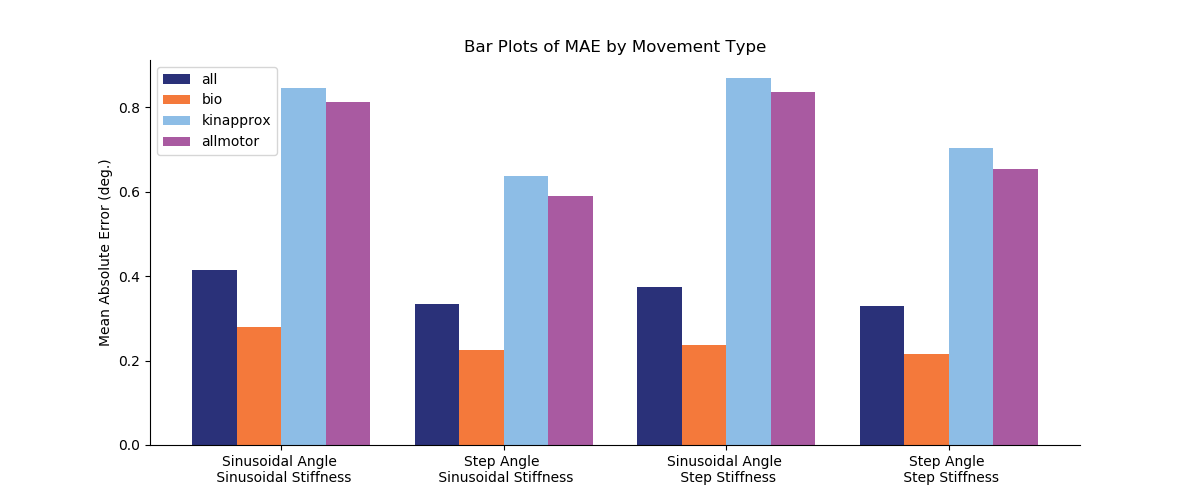 Bar Plots of MAE by Movement Type
all
bio
kinapprox
allmotor
Mean Absolute Error (deg.)
0.8
0.6
0.4
0.2
0.0
Sinusoidal Angle
Sinusoidal Stiffness
Step Angle
Sinusoidal Stiffness
Sinusoidal Angle
Step Stiffness
Step Angle
Step Stiffness